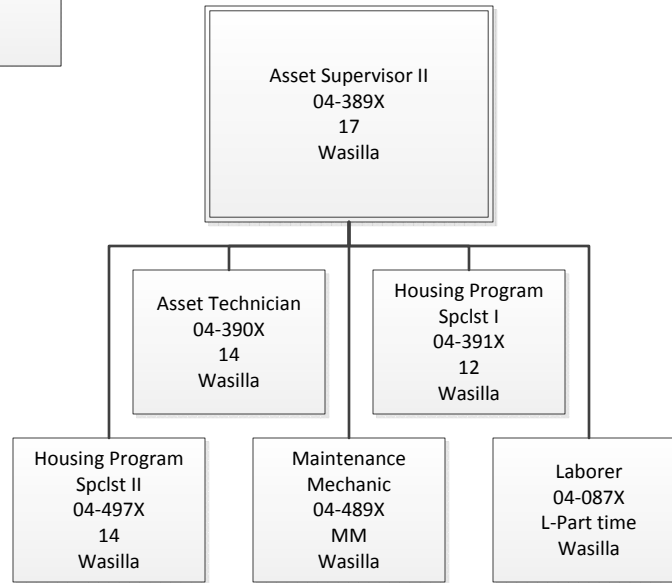 Asset Supervisor II
04-389X
17
Wasilla
Asset Technician
04-390X
14
Wasilla
Housing Program
Spclst I
04-391X
12
Wasilla
Housing Program
Spclst II
04-497X
14
Wasilla
Maintenance
Mechanic
04-489X
MM
Wasilla
Laborer
04-087X
L-Part time
Wasilla